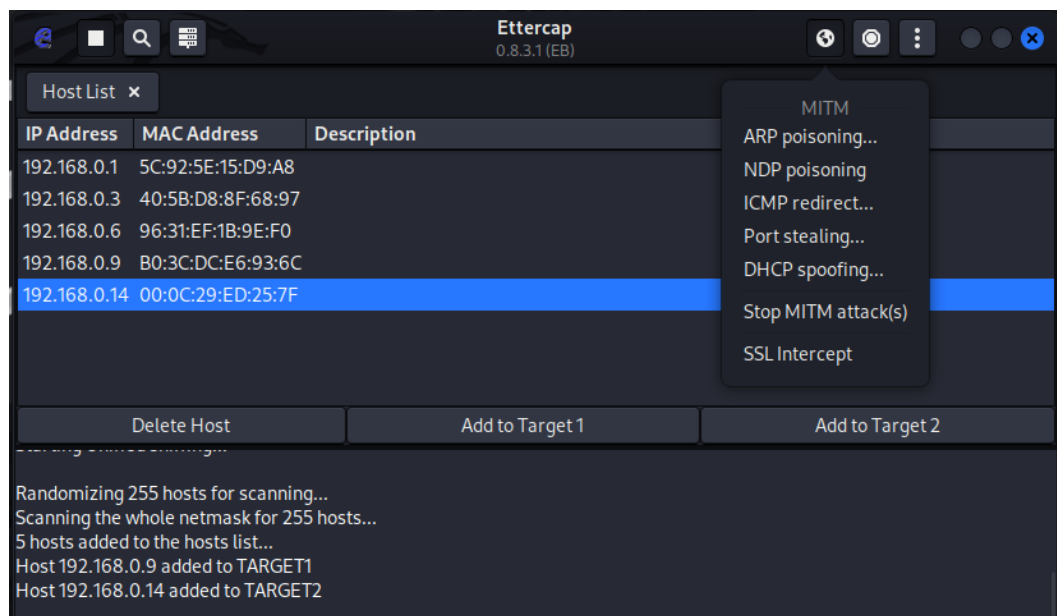 Ettercap
0.8.3.1 (EB)
Host List ×
MITM
ARP poisoning...
NDP poisoning
ICMP redirect...
Port stealing...
DHCP spoofing...
Stop MITM attack(s)
SSL Intercept
IP Address MAC Address Description
192.168.0.1 5C:92:5E:15:D9:A8
192.168.0.3 40:5B:D8:8F:68:97
192.168.0.6 96:31:EF:1B:9E:F0
192.168.0.9 B0:3C:DC:E6:93:6C
192.168.0.14 00:0C:29:ED:25:7F
Delete Host Add to Target 1 Add to Target 2
Randomizing 255 hosts for scanning...
Scanning the whole netmask for 255 hosts...
5 hosts added to the hosts list...
Host 192.168.0.9 added to TARGET1
Host 192.168.0.14 added to TARGET2